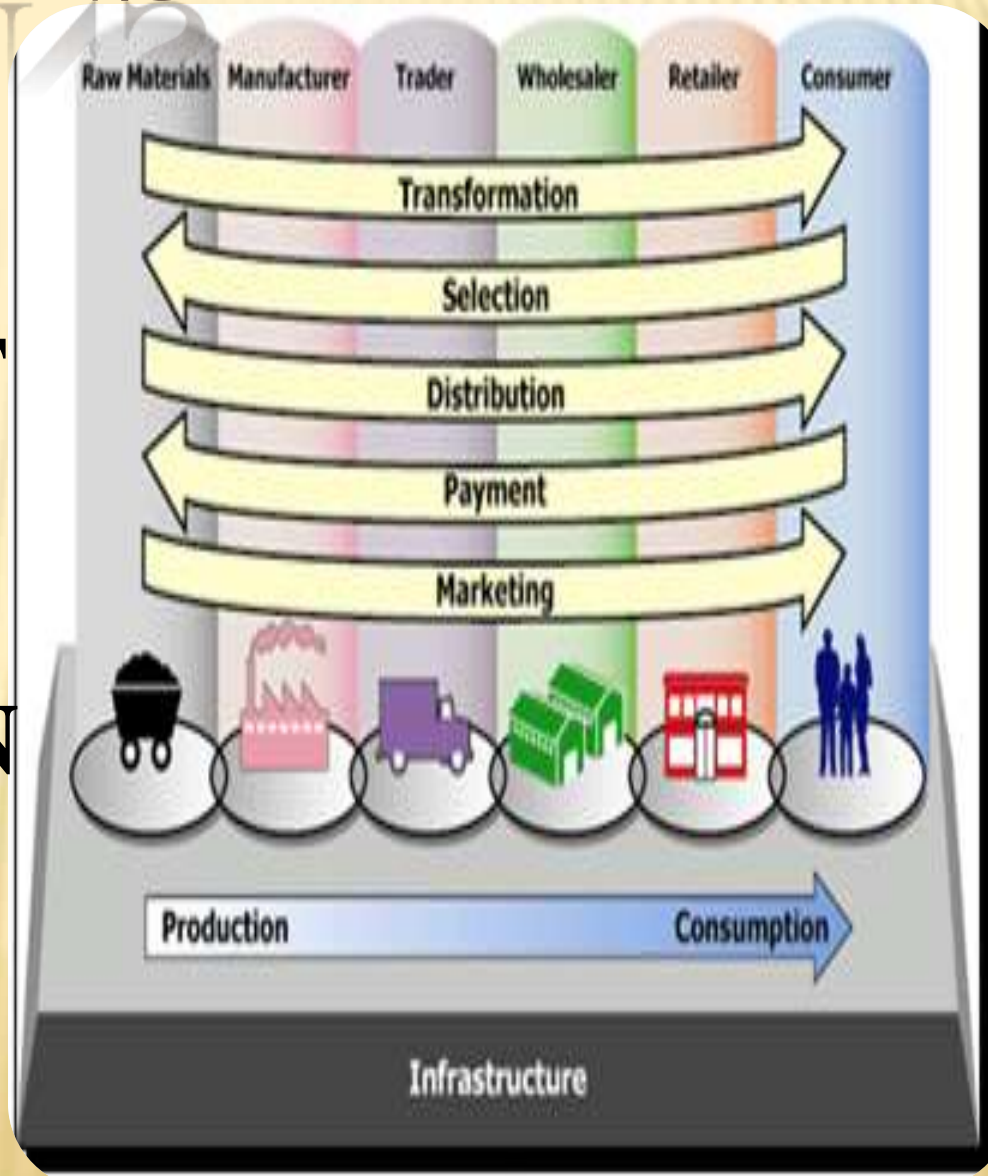 Raw Materials Manufacturer Trader Wholesaler Retailer Consumer
Transformation
Selection
Distribution
Payment
Marketing
Production Consumption
Infrastructure